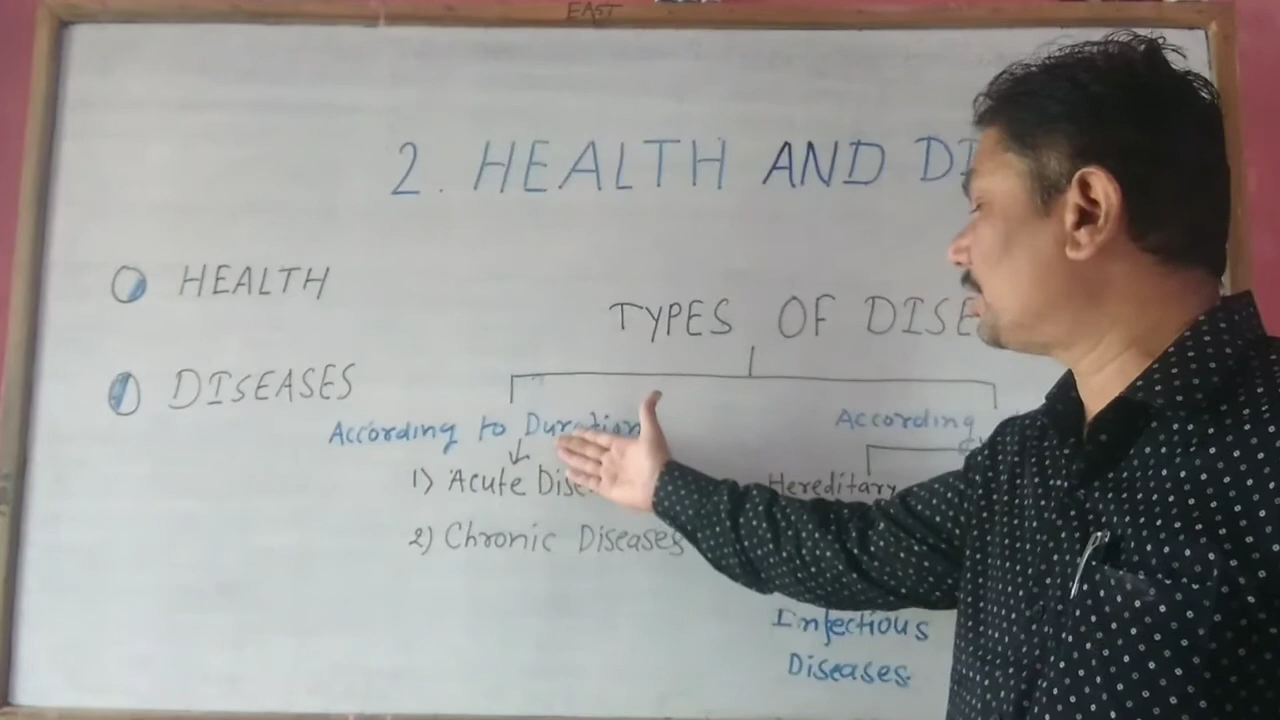 EAST
2. HEALTH AND DI
HEALTH
TYPES OF DISE
DISEASES
According to Duration
According
1) Acute Dise
Hereditary
2) Chronic Diseases
Infectious
Diseases.